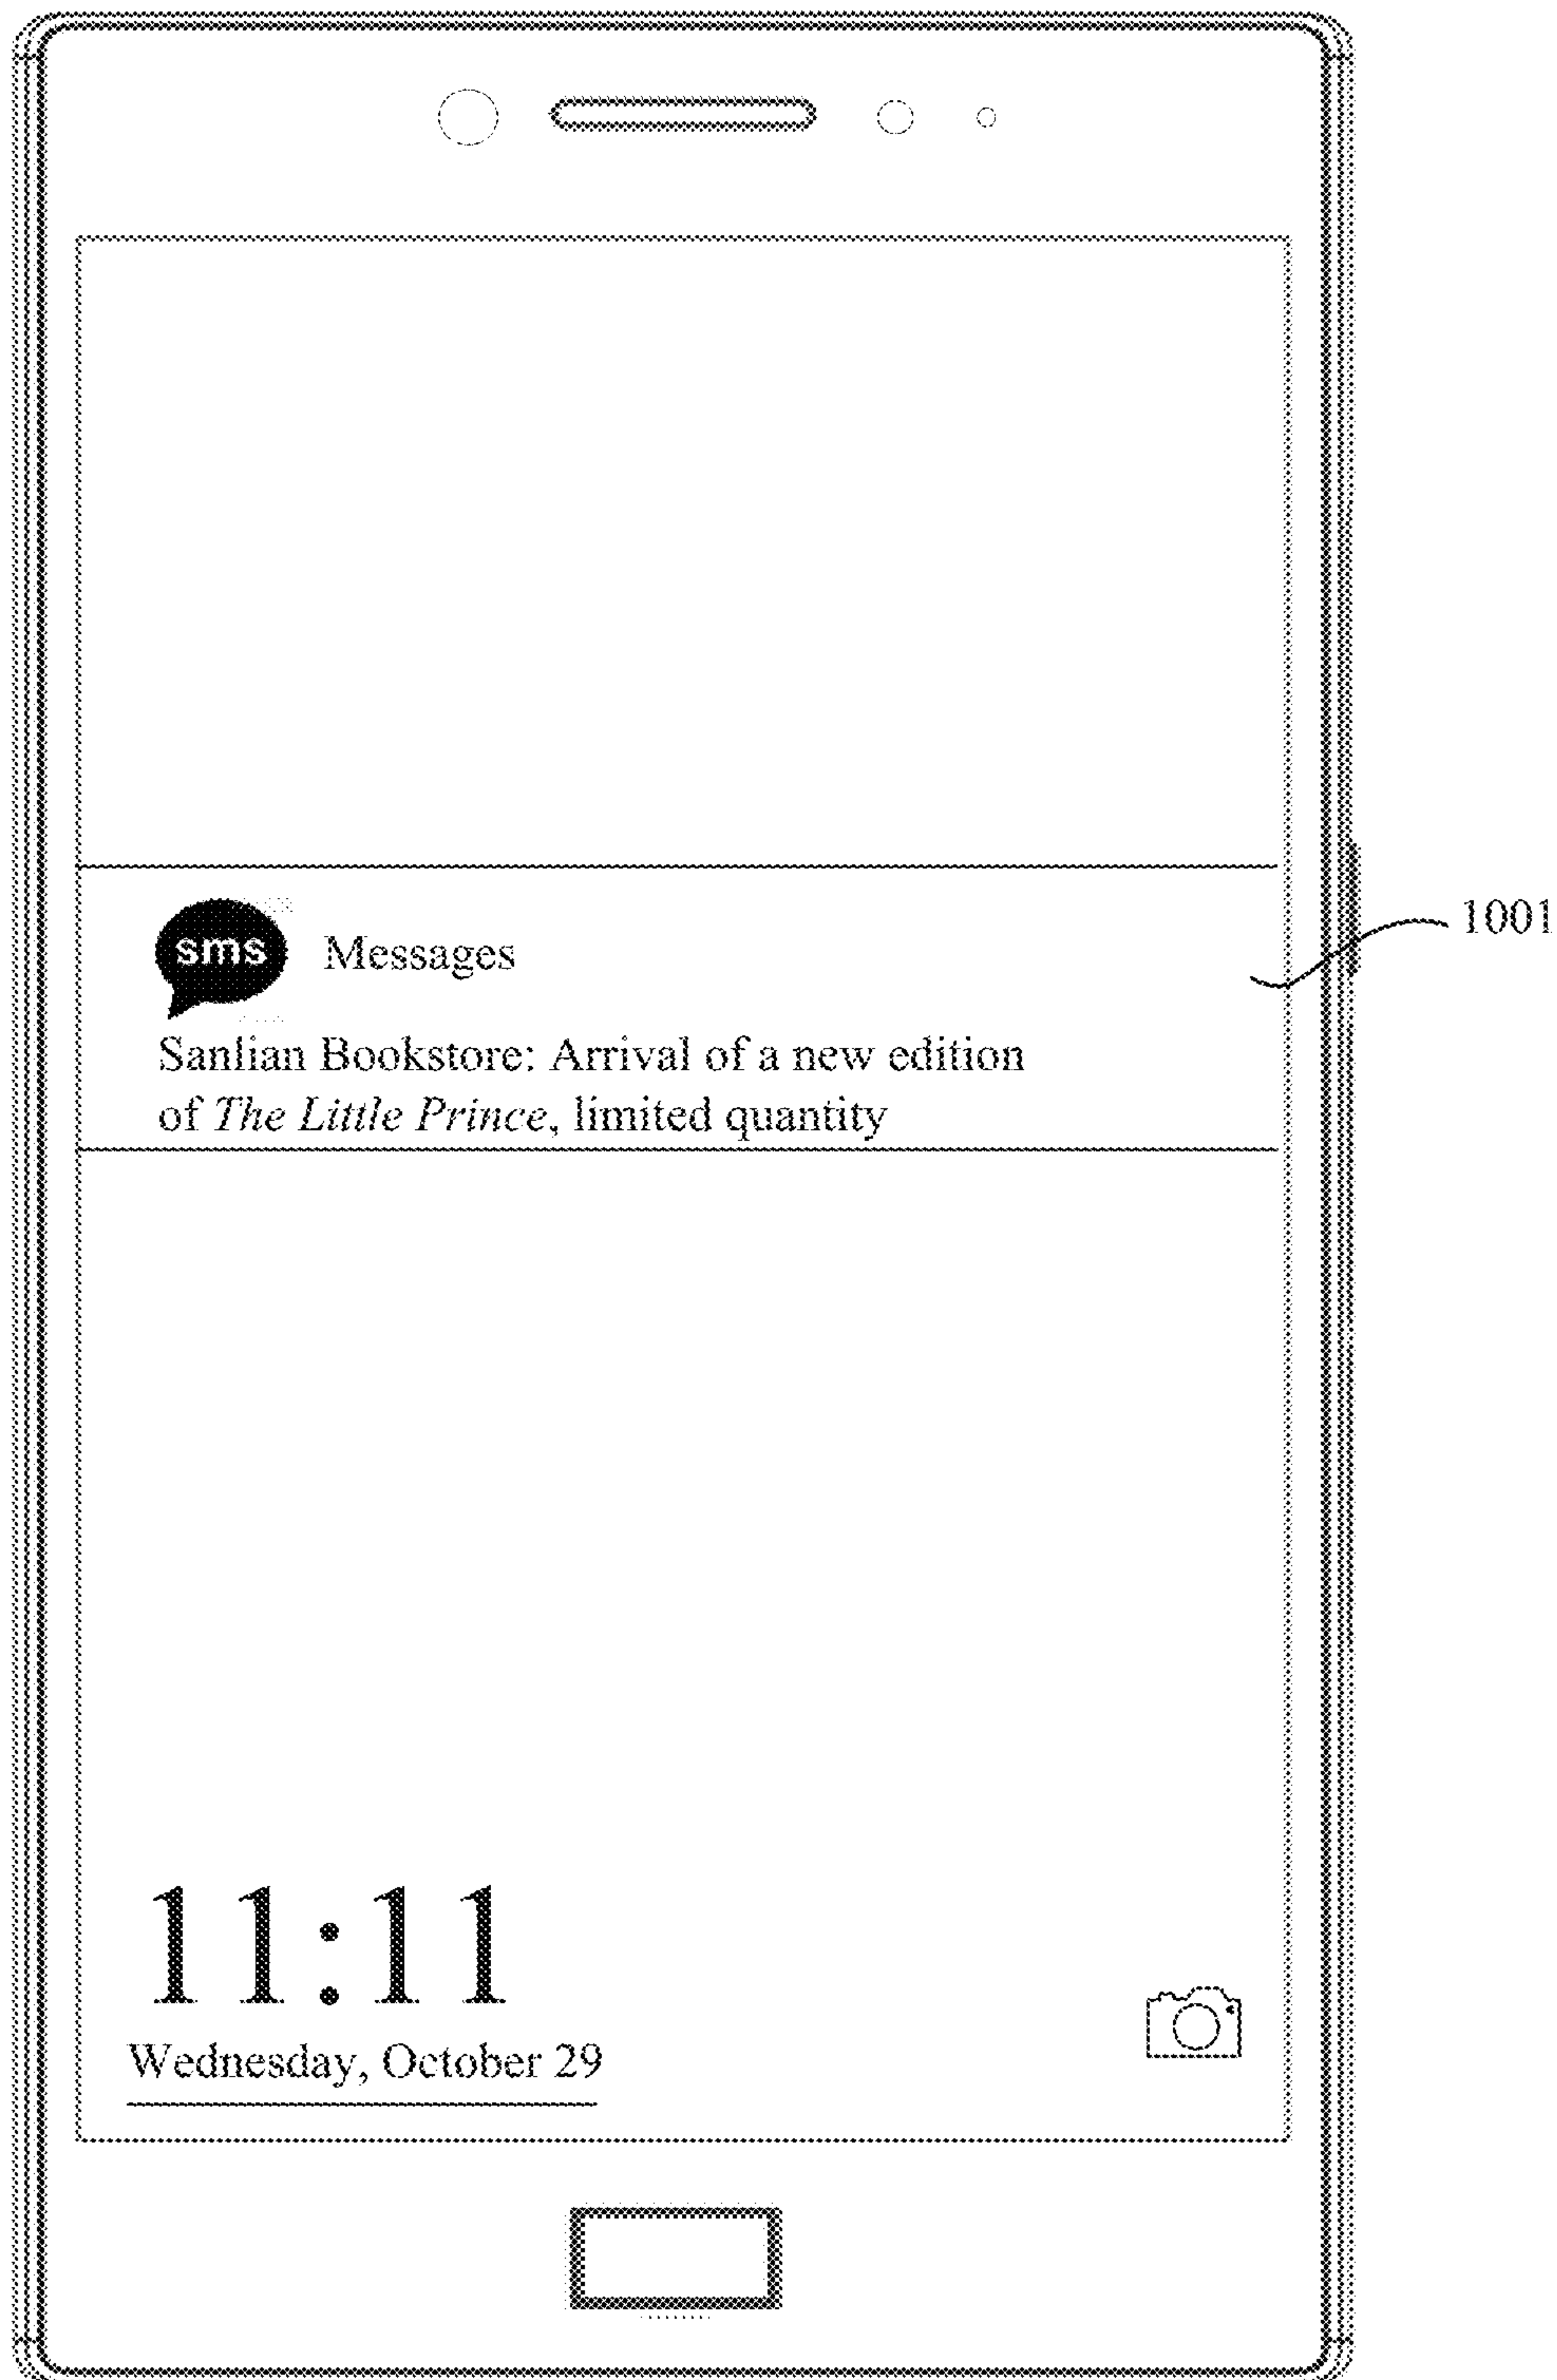 sms Messages
1001
Sanlian Bookstore: Arrival of a new edition
of The Little Prince, limited quantity
11:11
Wednesday, October 29